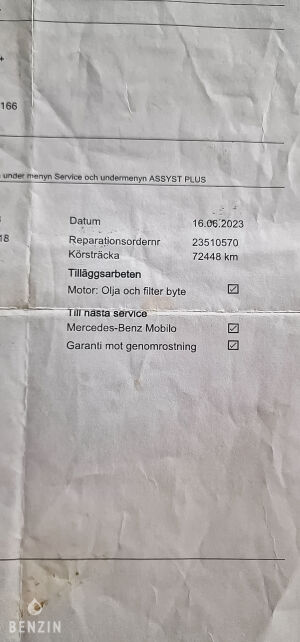 166
under menyn Service och undermenyn ASSYST PLUS
Datum 16.06.2023
18
Reparationsordernr 23510570
Körsträcka 72448 km
Tilläggsarbeten
Motor: Olja och filter byte
Till nästa service
Mercedes-Benz Mobilo
Garanti mot genomrostning
BENZIN